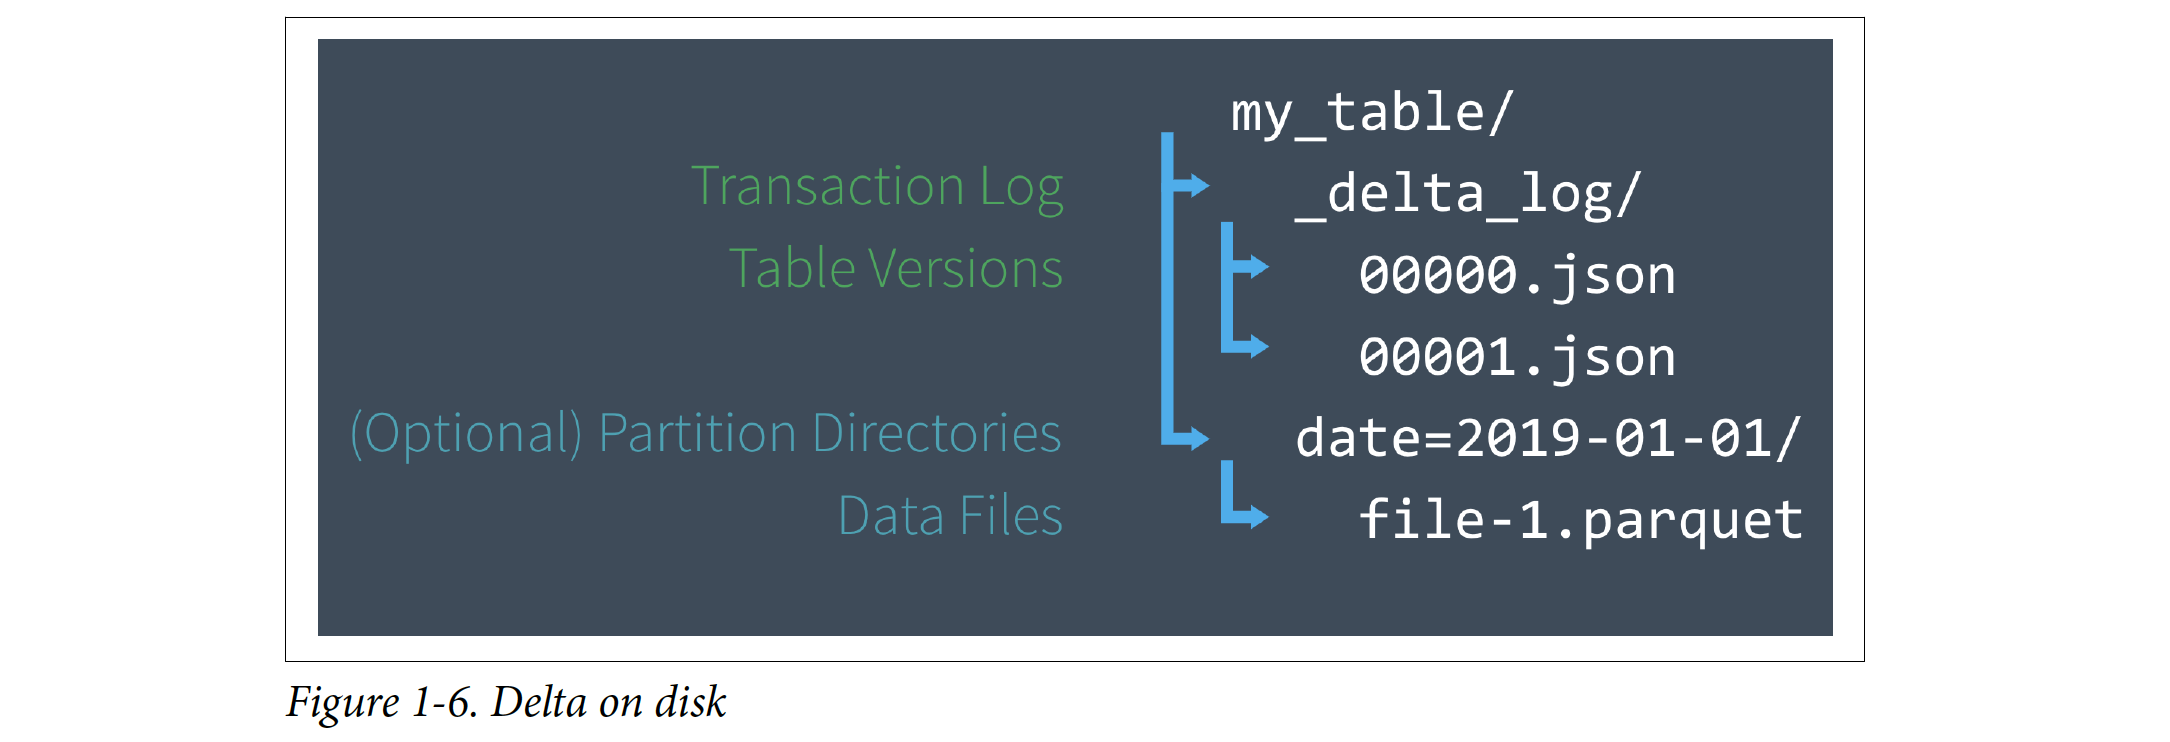 my_table/
Transaction Log _delta_log/
Table Versions 00000.json
00001.json
(Optional) Partition Directories date=2019-01-01/
Data Files file-1.parquet
Figure 1-6. Delta on disk